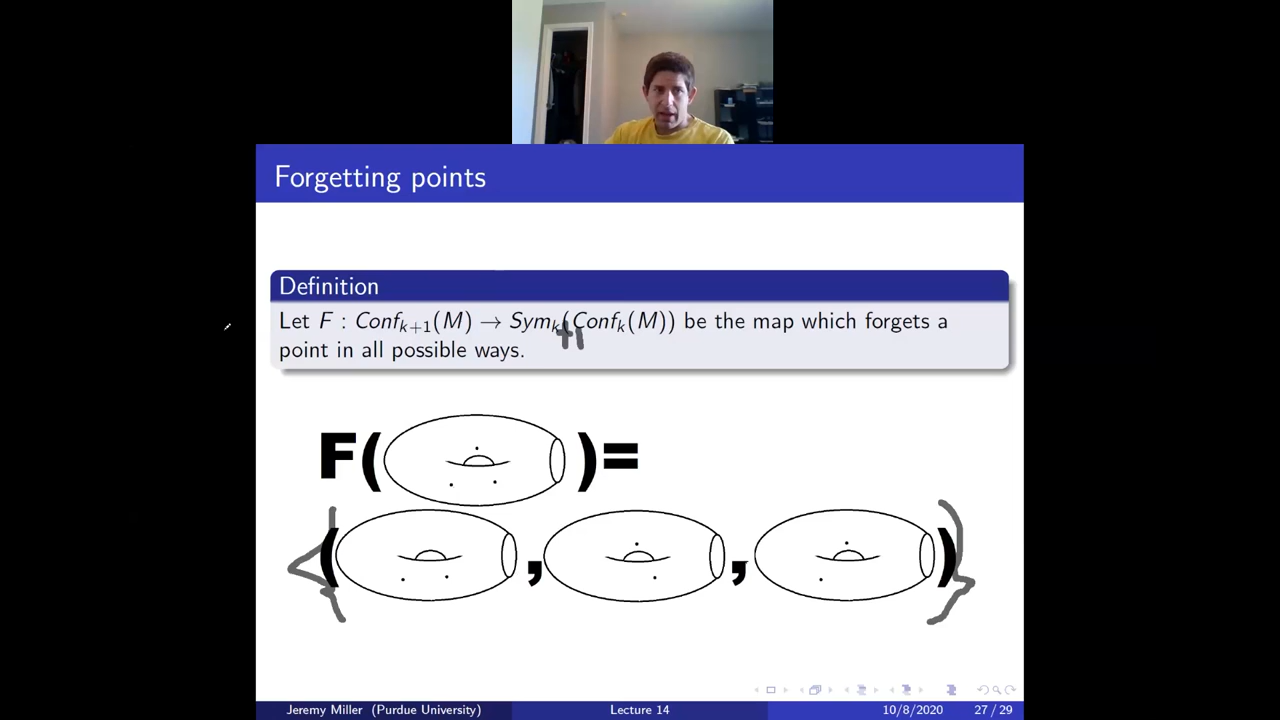 Forgetting points
Definition
Let F : Conf_{k+1}(M) → Sym_k(Conf_k(M)) be the map which forgets a
+1
point in all possible ways.
F( )=
{( , , )}
Jeremy Miller (Purdue University) Lecture 14 10/8/2020 27 / 29